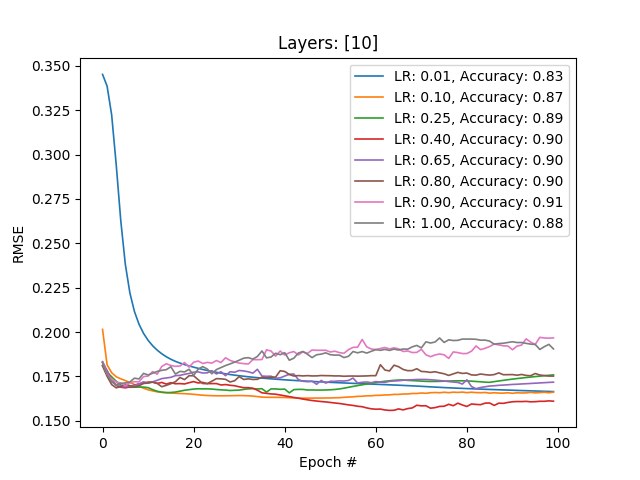 Layers: [10]
0.350
0.325
0.300
0.275
0.250
0.225
0.200
0.175
0.150
RMSE
LR: 0.01, Accuracy: 0.83
LR: 0.10, Accuracy: 0.87
LR: 0.25, Accuracy: 0.89
LR: 0.40, Accuracy: 0.90
LR: 0.65, Accuracy: 0.90
LR: 0.80, Accuracy: 0.90
LR: 0.90, Accuracy: 0.91
LR: 1.00, Accuracy: 0.88
0 20 40 60 80 100
Epoch #